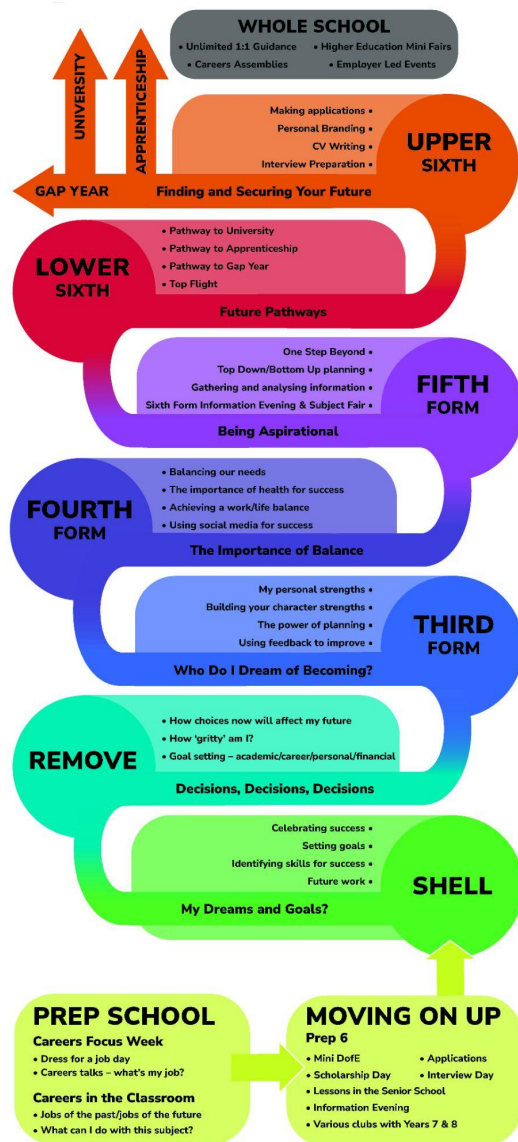 WHOLE SCHOOL
• Unlimited 1:1 Guidance • Higher Education Mini Fairs
• Careers Assemblies • Employer Led Events
UNIVERSITY
APPRENTICESHIP
GAP YEAR
Making applications •
Personal Branding •
CV Writing •
Interview Preparation •
UPPER
SIXTH
Finding and Securing Your Future
LOWER
SIXTH
• Pathway to University
• Pathway to Apprenticeship
• Pathway to Gap Year
• Top Flight
Future Pathways
One Step Beyond •
Top Down/Bottom Up planning •
Gathering and analysing information •
Sixth Form Information Evening & Subject Fair •
FIFTH
FORM
Being Aspirational
FOURTH
FORM
• Balancing our needs
• The importance of health for success
• Achieving a work/life balance
• Using social media for success
The Importance of Balance
My personal strengths •
Building your character strengths •
The power of planning •
Using feedback to improve •
THIRD
FORM
Who Do I Dream of Becoming?
REMOVE
• How choices now will affect my future
• How ‘gritty’ am I?
• Goal setting – academic/career/personal/financial
Decisions, Decisions, Decisions
Celebrating success •
Setting goals •
Identifying skills for success •
Future work •
SHELL
My Dreams and Goals?
PREP SCHOOL
Careers Focus Week
• Dress for a job day
• Careers talks – what’s my job?
Careers in the Classroom
• Jobs of the past/jobs of the future
• What can I do with this subject?
MOVING ON UP
Prep 6
• Mini DofE • Applications
• Scholarship Day • Interview Day
• Lessons in the Senior School
• Information Evening
• Various clubs with Years 7 & 8